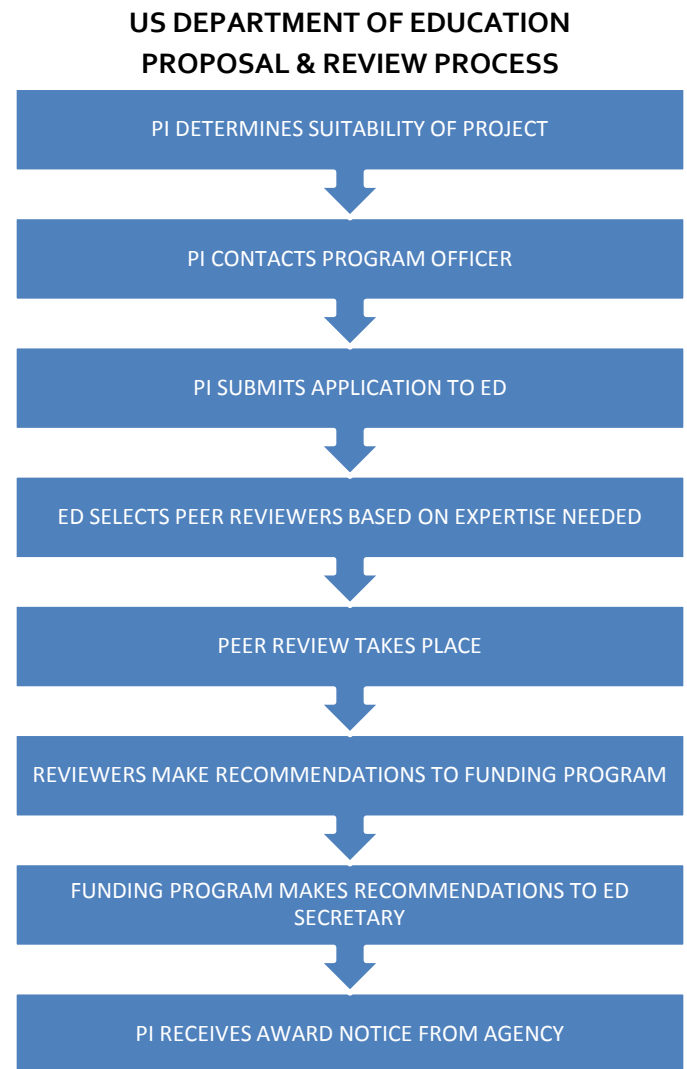 US DEPARTMENT OF EDUCATION
PROPOSAL & REVIEW PROCESS
PI DETERMINES SUITABILITY OF PROJECT
PI CONTACTS PROGRAM OFFICER
PI SUBMITS APPLICATION TO ED
ED SELECTS PEER REVIEWERS BASED ON EXPERTISE NEEDED
PEER REVIEW TAKES PLACE
REVIEWERS MAKE RECOMMENDATIONS TO FUNDING PROGRAM
FUNDING PROGRAM MAKES RECOMMENDATIONS TO ED
SECRETARY
PI RECEIVES AWARD NOTICE FROM AGENCY